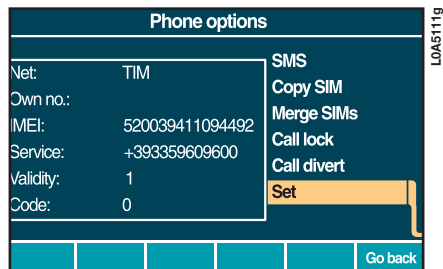 Phone options
Net: TIM
Own no.:
IMEI: 520039411094492
Service: +393359609600
Validity: 1
Code: 0
SMS
Copy SIM
Merge SIMs
Call lock
Call divert
Set
Go back
L0A5111g